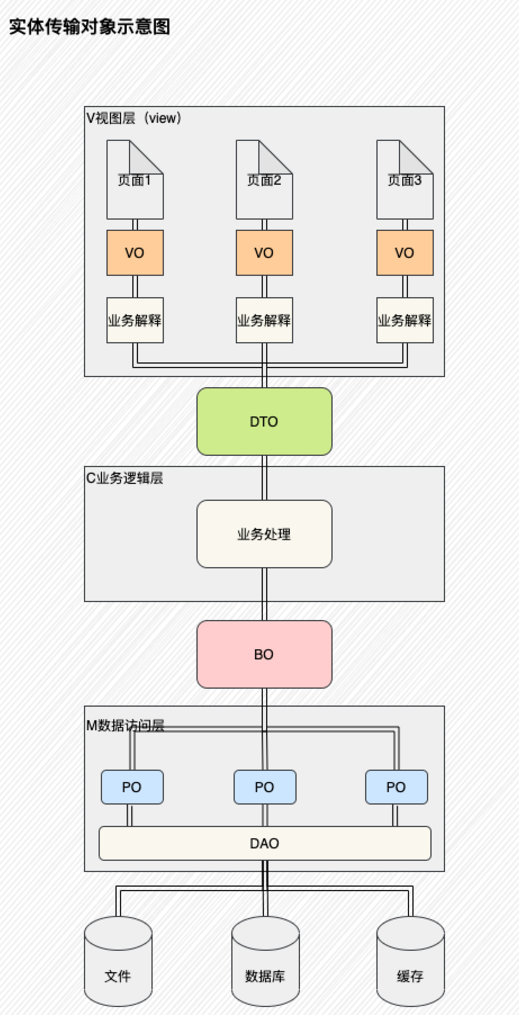 实体传输对象示意图
V视图层（view）
页面1
页面2
页面3
VO
VO
VO
业务解释
业务解释
业务解释
DTO
C业务逻辑层
业务处理
BO
M数据访问层
PO
PO
PO
DAO
文件
数据库
缓存